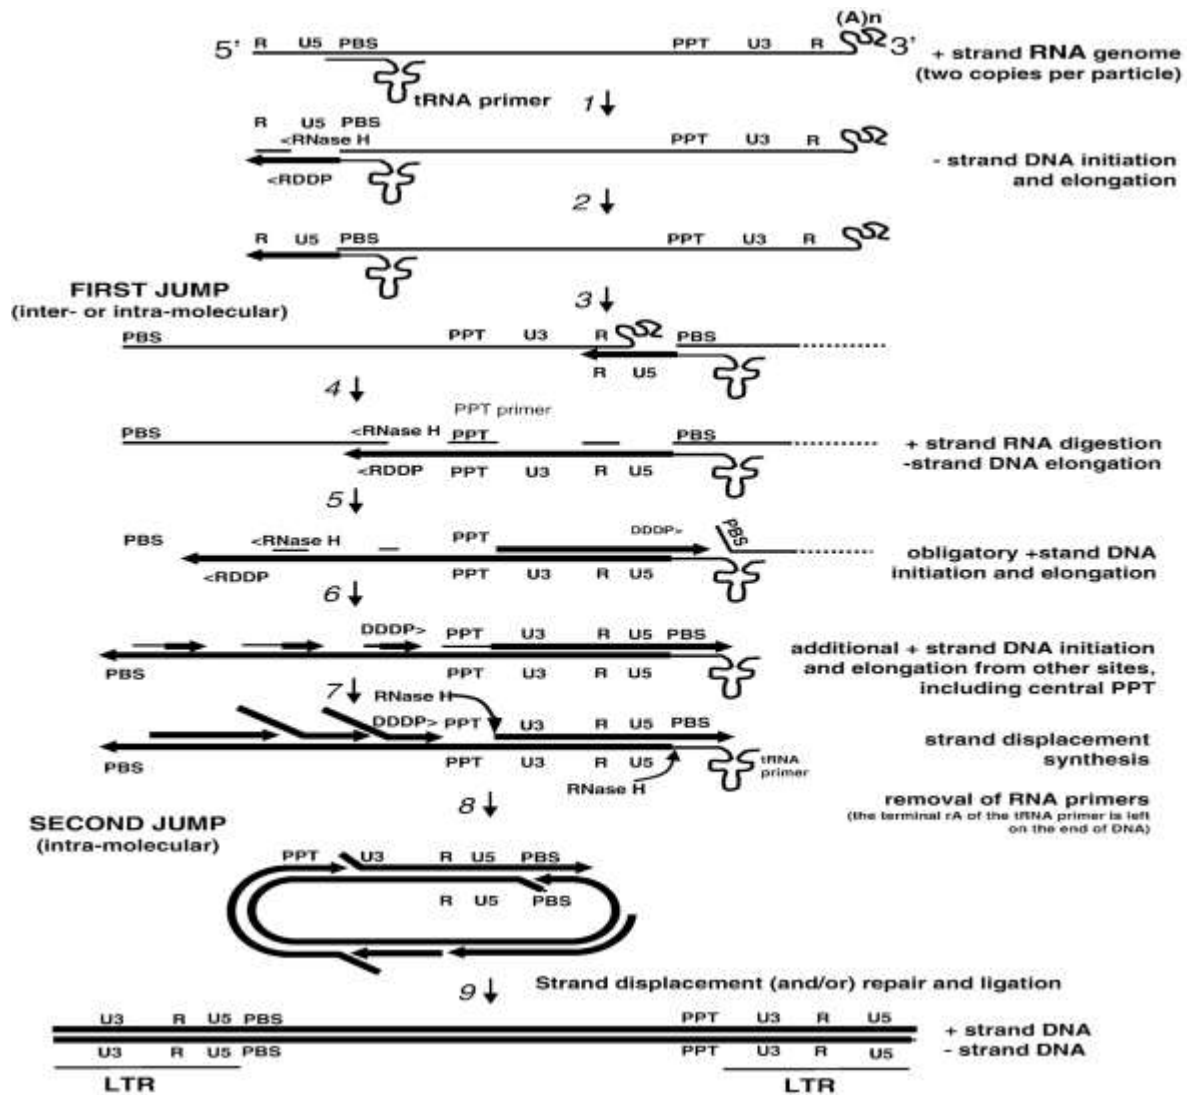 (A)n
5' R U5 PBS PPT U3 R 3'
+ strand RNA genome
(two copies per particle)
tRNA primer
1
R U5 PBS
<RNase H PPT U3 R
<RDDP
- strand DNA initiation
and elongation
2
R U5 PBS PPT U3 R
FIRST JUMP
(inter- or intra-molecular)
3
PBS PPT U3 R PBS
R U5
4
PPT primer
PBS <RNase H PPT PBS
<RDDP PPT U3 R U5
+ strand RNA digestion
-strand DNA elongation
5
PBS <RNase H PPT DDDP> PBS
<RDDP PPT U3 R U5
obligatory +stand DNA
initiation and elongation
6
DDDP> PPT U3 R U5 PBS
PBS PPT U3 R U5
additional + strand DNA initiation
and elongation from other sites,
including central PPT
7
RNase H
DDDP> PPT U3 R U5 PBS
PBS PPT U3 R U5
RNase H
tRNA
primer
strand displacement
synthesis
removal of RNA primers
(the terminal rA of the tRNA primer is left
on the end of DNA)
8
SECOND JUMP
(intra-molecular)
PPT U3 R U5 PBS
R U5 PBS
9
Strand displacement (and/or) repair and ligation
U3 R U5 PBS PPT U3 R U5
+ strand DNA
- strand DNA
U3 R U5 PBS PPT U3 R U5
LTR LTR